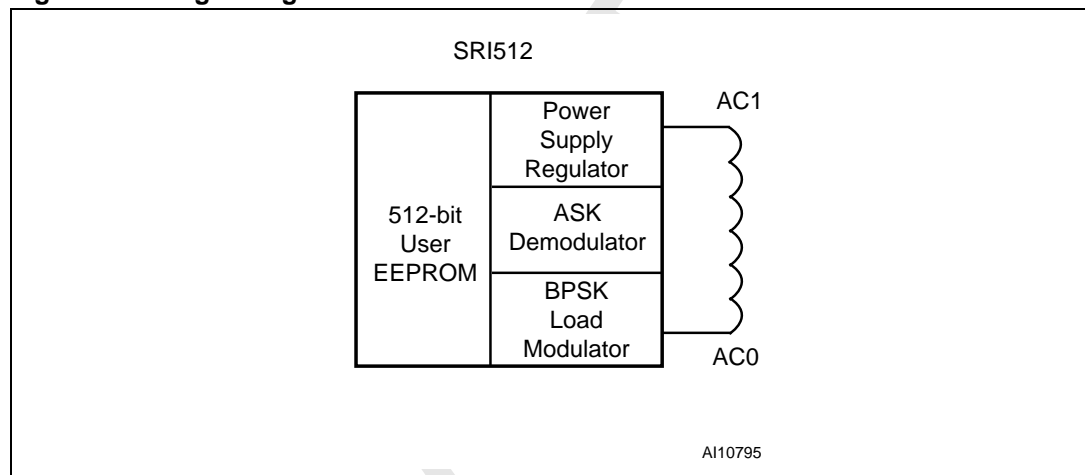 SRI512
Power
Supply
Regulator
AC1
512-bit
User
EEPROM
ASK
Demodulator
BPSK
Load
Modulator
AC0
AI10795